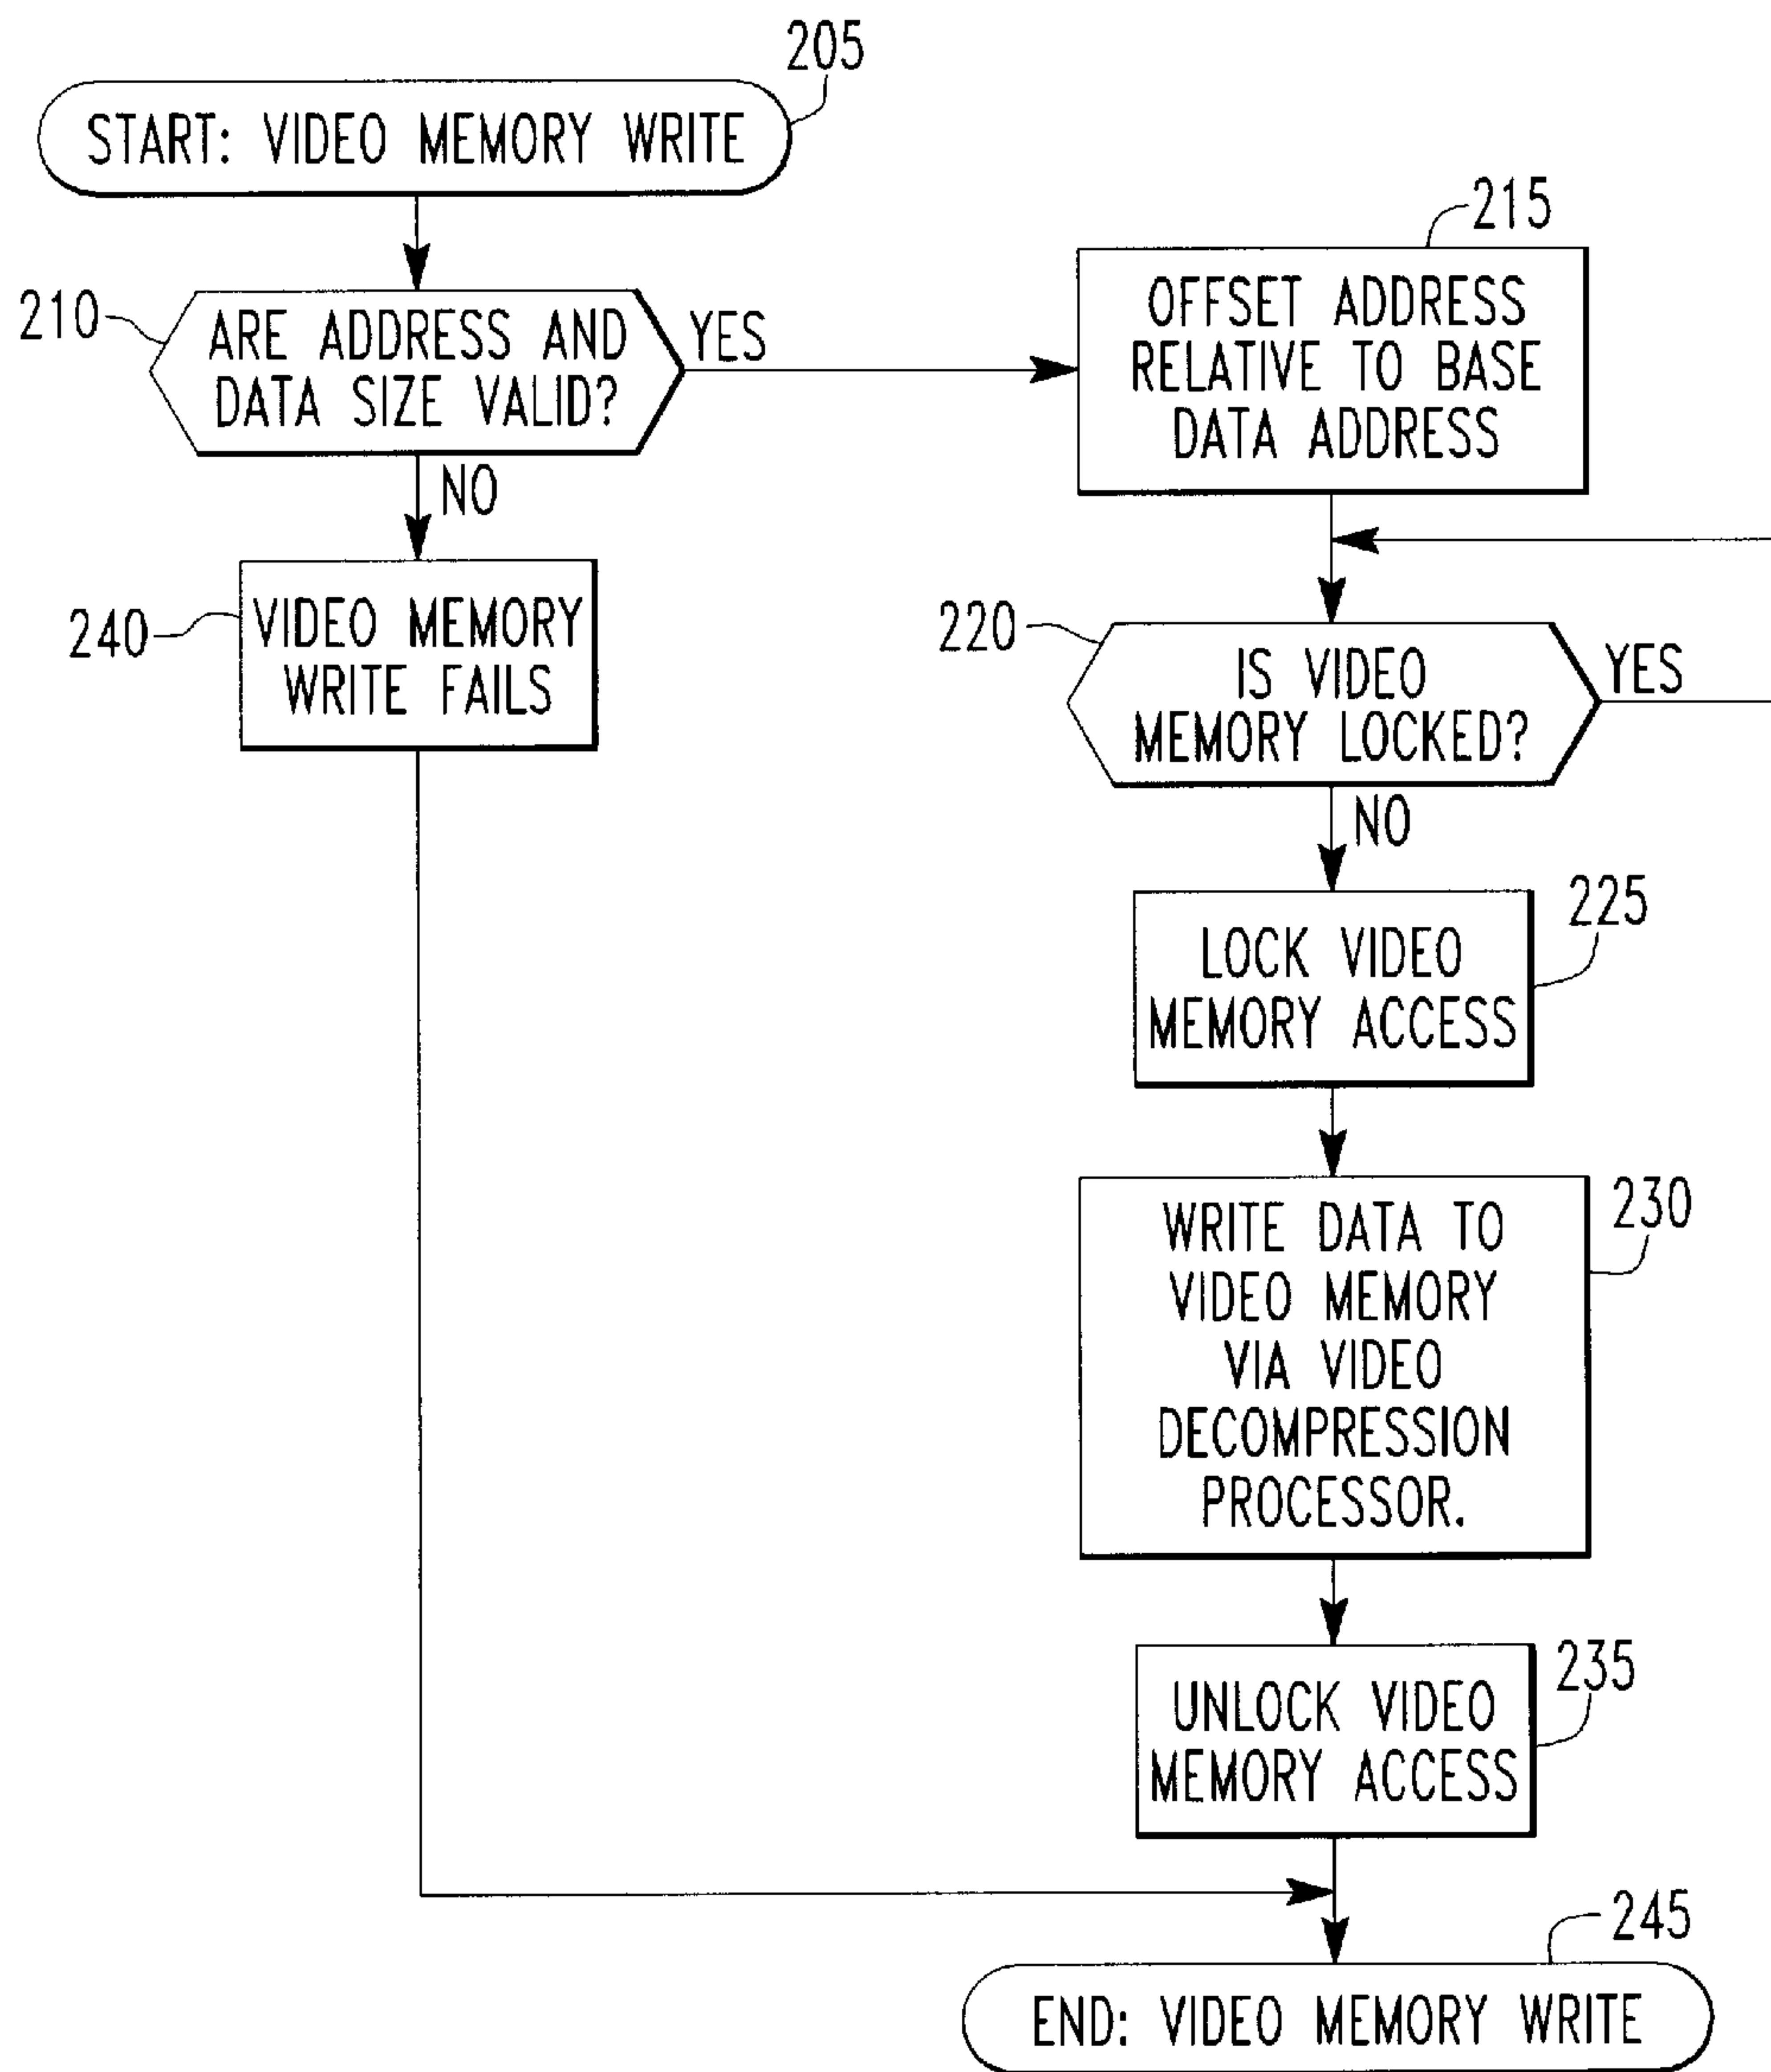 205
START: VIDEO MEMORY WRITE
210
ARE ADDRESS AND
DATA SIZE VALID?
YES
NO
215
OFFSET ADDRESS
RELATIVE TO BASE
DATA ADDRESS
240
VIDEO MEMORY
WRITE FAILS
220
IS VIDEO
MEMORY LOCKED?
YES
NO
225
LOCK VIDEO
MEMORY ACCESS
230
WRITE DATA TO
VIDEO MEMORY
VIA VIDEO
DECOMPRESSION
PROCESSOR.
235
UNLOCK VIDEO
MEMORY ACCESS
245
END: VIDEO MEMORY WRITE